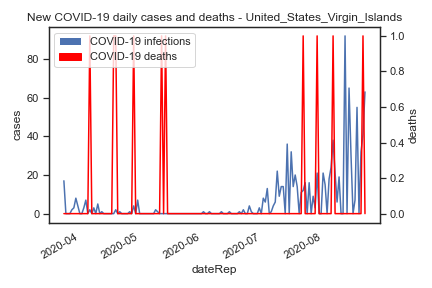 New COVID-19 daily cases and deaths - United_States_Virgin_Islands
COVID-19 infections
COVID-19 deaths
cases
80
60
40
20
0
deaths
1.0
0.8
0.6
0.4
0.2
0.0
2020-04
2020-05
2020-06
2020-07
2020-08
dateRep